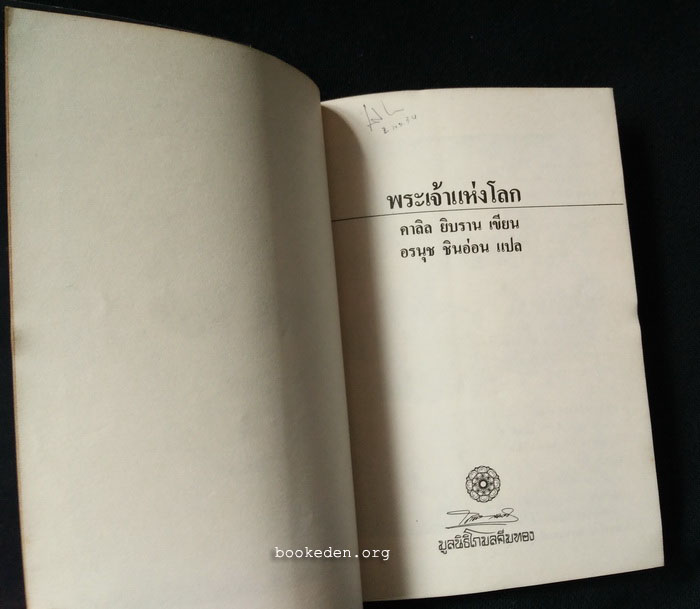 พระเจ้าแห่งโลก
คาลิล ยิบราน เขียน
อรนุช ชินอ่อน แปล
มูลนิธิโกมลคีมทอง
bookeden.org